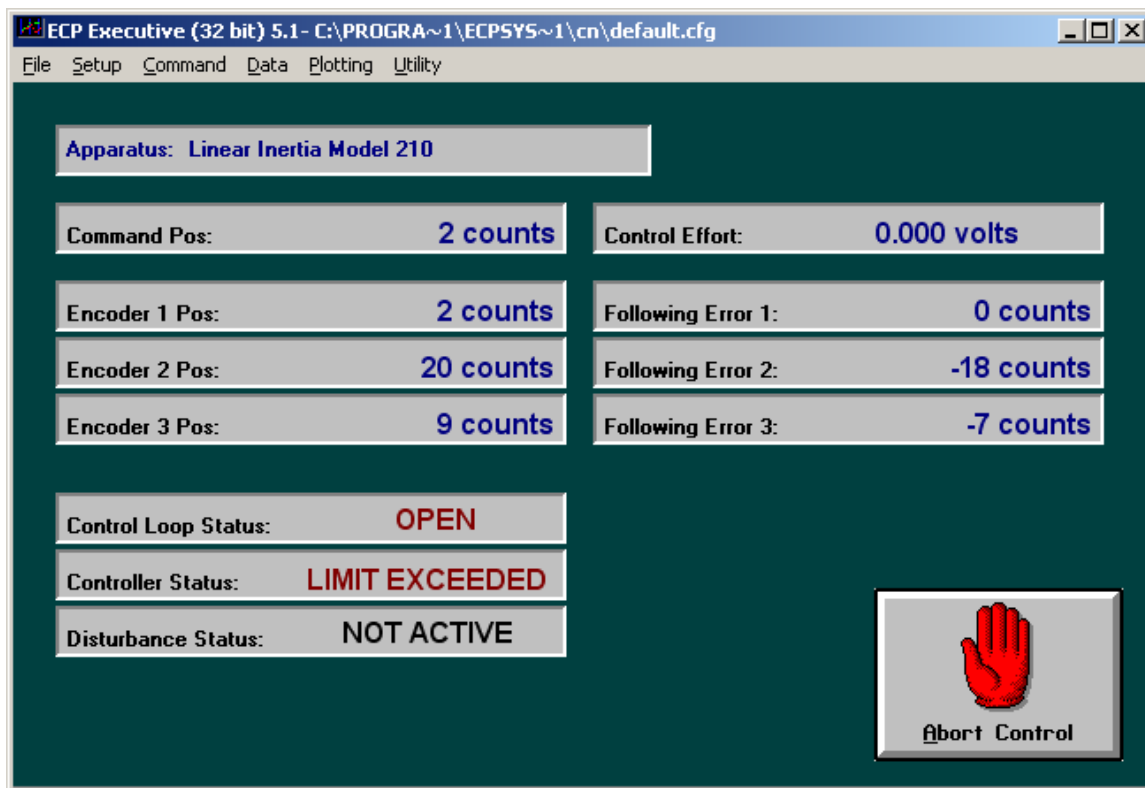 ECP Executive (32 bit) 5.1- C:\PROGRA~1\ECPSYS~1\cn\default.cfg
File Setup Command Data Plotting Utility
Apparatus: Linear Inertia Model 210
Command Pos: 2 counts Control Effort: 0.000 volts
Encoder 1 Pos: 2 counts Following Error 1: 0 counts
Encoder 2 Pos: 20 counts Following Error 2: -18 counts
Encoder 3 Pos: 9 counts Following Error 3: -7 counts
Control Loop Status: OPEN
Controller Status: LIMIT EXCEEDED
Disturbance Status: NOT ACTIVE
Abort Control